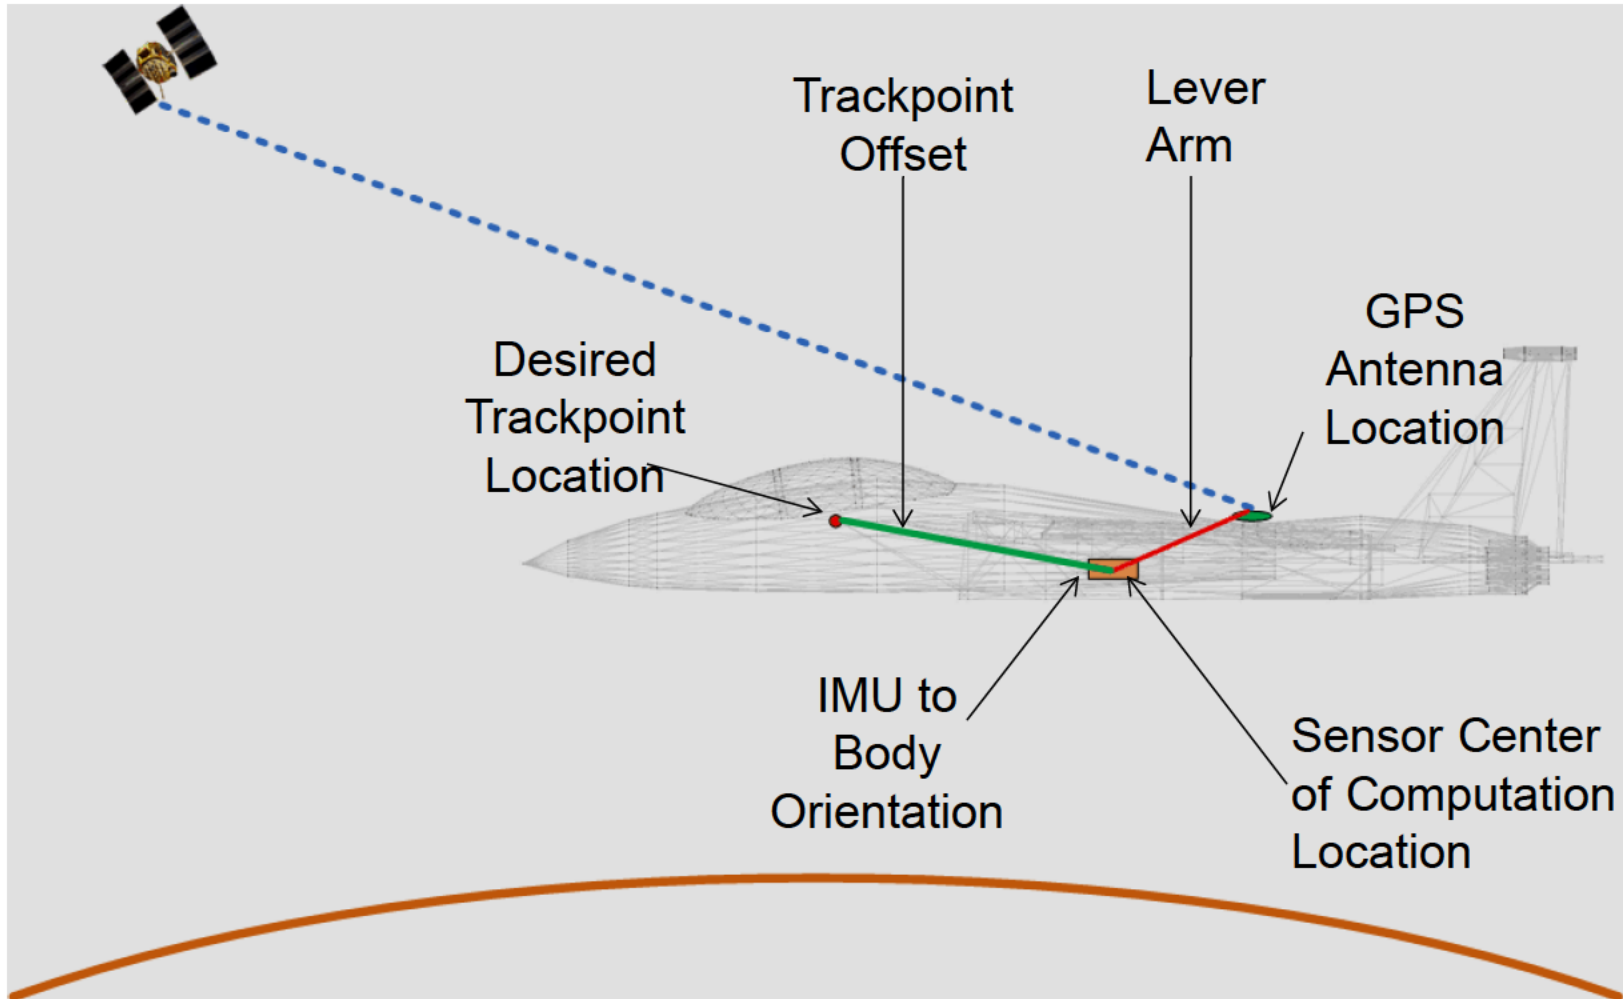 Trackpoint
Offset
Lever
Arm
GPS
Antenna
Location
Desired
Trackpoint
Location
IMU to
Body
Orientation
Sensor Center
of Computation
Location